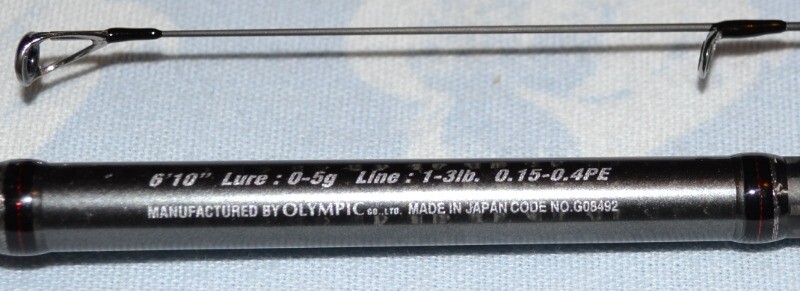 6'10" Lure : 0-5g Line : 1-3lb. 0.15-0.4PE
MANUFACTURED BY OLYMPIC CO.,LTD. MADE IN JAPAN CODE NO.G08492